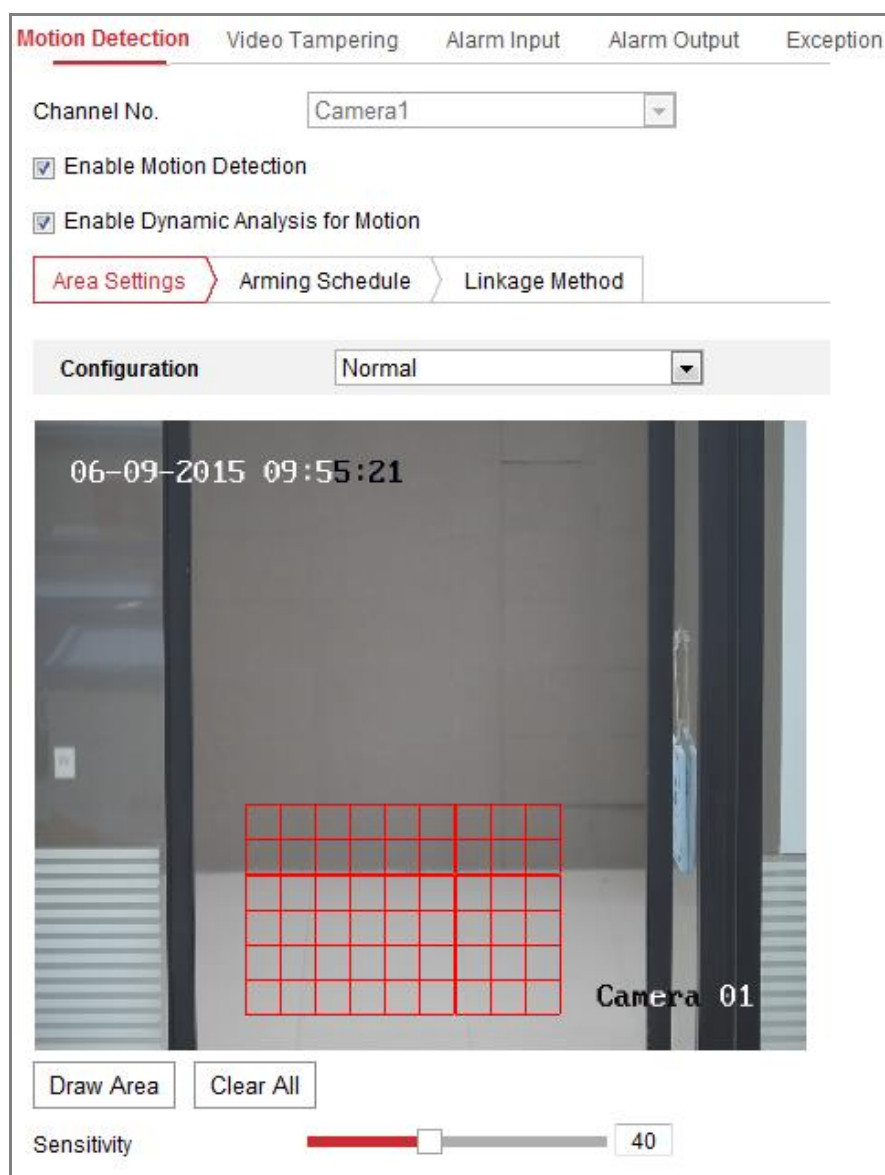 Motion Detection Video Tampering Alarm Input Alarm Output Exception
Channel No. Camera1
Enable Motion Detection
Enable Dynamic Analysis for Motion
Area Settings Arming Schedule Linkage Method
Configuration Normal
06-09-2015 09:55:21
Camera 01
Draw Area Clear All
Sensitivity 40